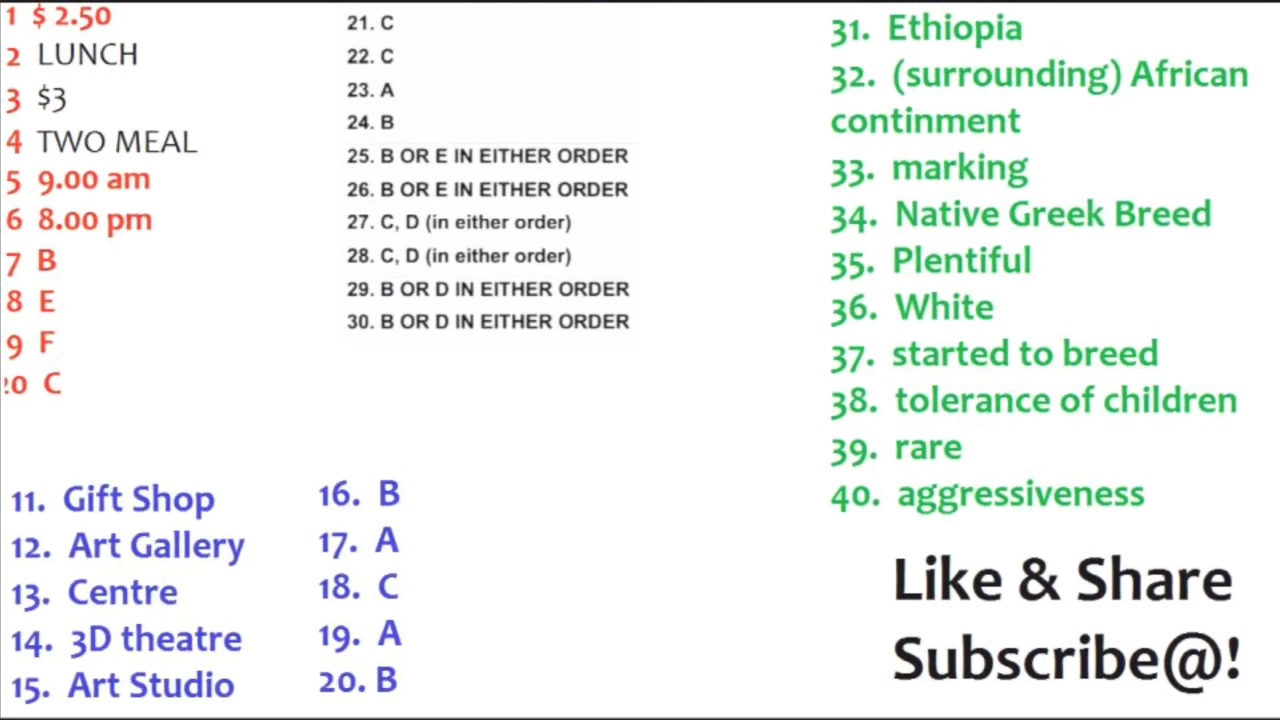 1 $ 2.50
2 LUNCH
3 $3
4 TWO MEAL
5 9.00 am
6 8.00 pm
7 B
8 E
9 F
20 C
11. Gift Shop
12. Art Gallery
13. Centre
14. 3D theatre
15. Art Studio
16. B
17. A
18. C
19. A
20. B
21. C
22. C
23. A
24. B
25. B OR E IN EITHER ORDER
26. B OR E IN EITHER ORDER
27. C, D (in either order)
28. C, D (in either order)
29. B OR D IN EITHER ORDER
30. B OR D IN EITHER ORDER
31. Ethiopia
32. (surrounding) African
continment
33. marking
34. Native Greek Breed
35. Plentiful
36. White
37. started to breed
38. tolerance of children
39. rare
40. aggressiveness
Like & Share
Subscribe@!